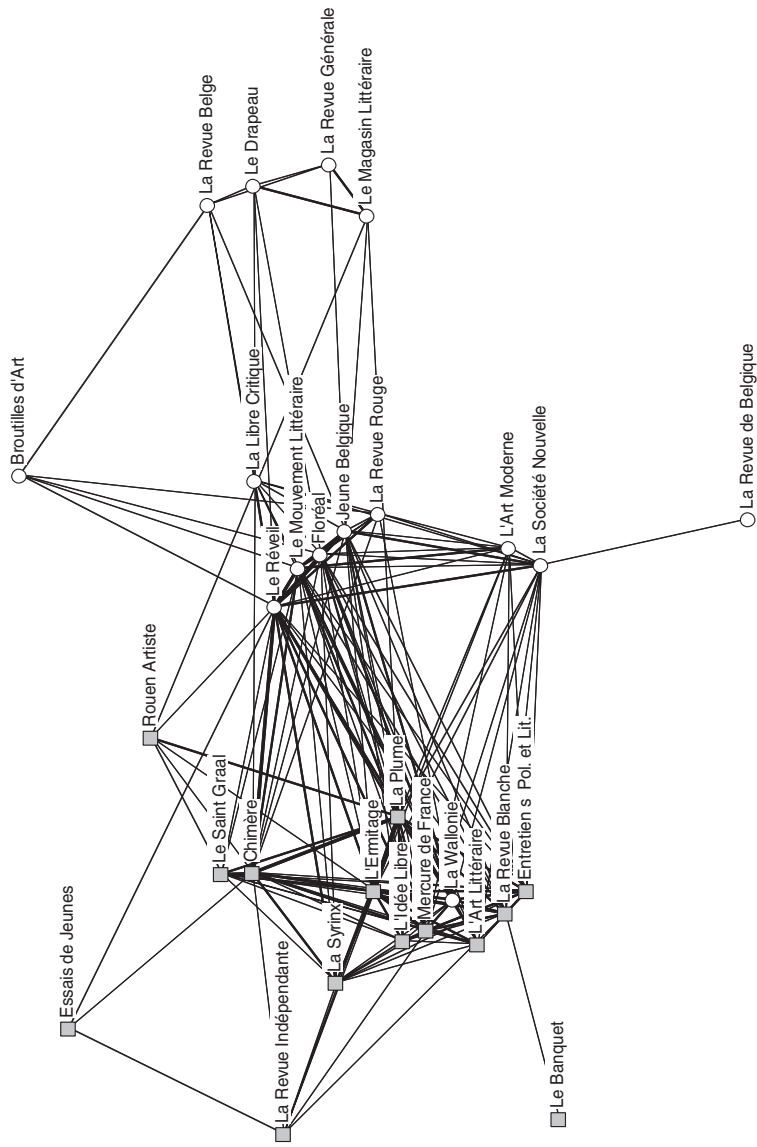 Broutilles d'Art
La Revue Belge
Le Drapeau
La Revue Générale
Le Magasin Littéraire
La Libre Critique
Le Réveil
Le Mouvement Littéraire
Floréal
Jeune Belgique
La Revue Rouge
L'Art Moderne
La Société Nouvelle
La Revue de Belgique
Rouen Artiste
Le Saint Graal
Chimère
L'Ermitage
La Plume
L'Idée Libre
Mercure de France
La Wallonie
L'Art Littéraire
La Revue Blanche
Entretien s Pol. et Lit.
Essais de Jeunes
La Revue Indépendante
La Syrinx
Le Banquet